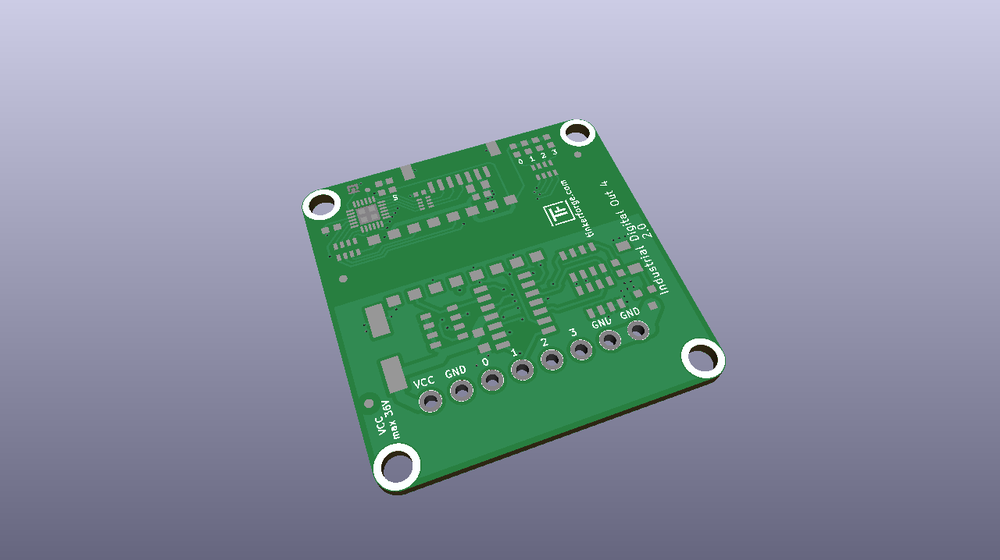 0 1 2 3
S
tinkerforge.com
Industrial Digital Out 4
2.0
VCC GND 0 1 2 3 GND GND
VCC
max 36V